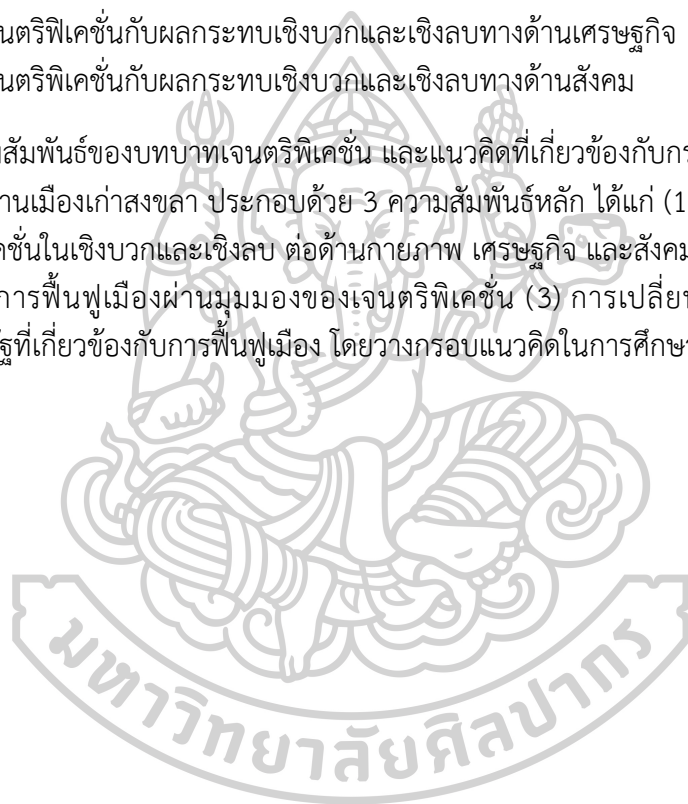 นตริฟิเคชั่นกับผลกระทบเชิงบวกและเชิงลบทางด้านเศรษฐกิจ
นตริพิเคชั่นกับผลกระทบเชิงบวกและเชิงลบทางด้านสังคม
สัมพันธ์ของบทบาทเจนตริพิเคชั่น และแนวคิดที่เกี่ยวข้องกับกร
านเมืองเก่าสงขลา ประกอบด้วย 3 ความสัมพันธ์หลัก ได้แก่ (1
คชั่นในเชิงบวกและเชิงลบ ต่อด้านกายภาพ เศรษฐกิจ และสังคม
การฟื้นฟูเมืองผ่านมุมมองของเจนตริพิเคชั่น (3) การเปลี่ยน
ัฐที่เกี่ยวข้องกับการฟื้นฟูเมือง โดยวางกรอบแนวคิดในการศึกษา
มหาวิทยาลัยศิลปากร